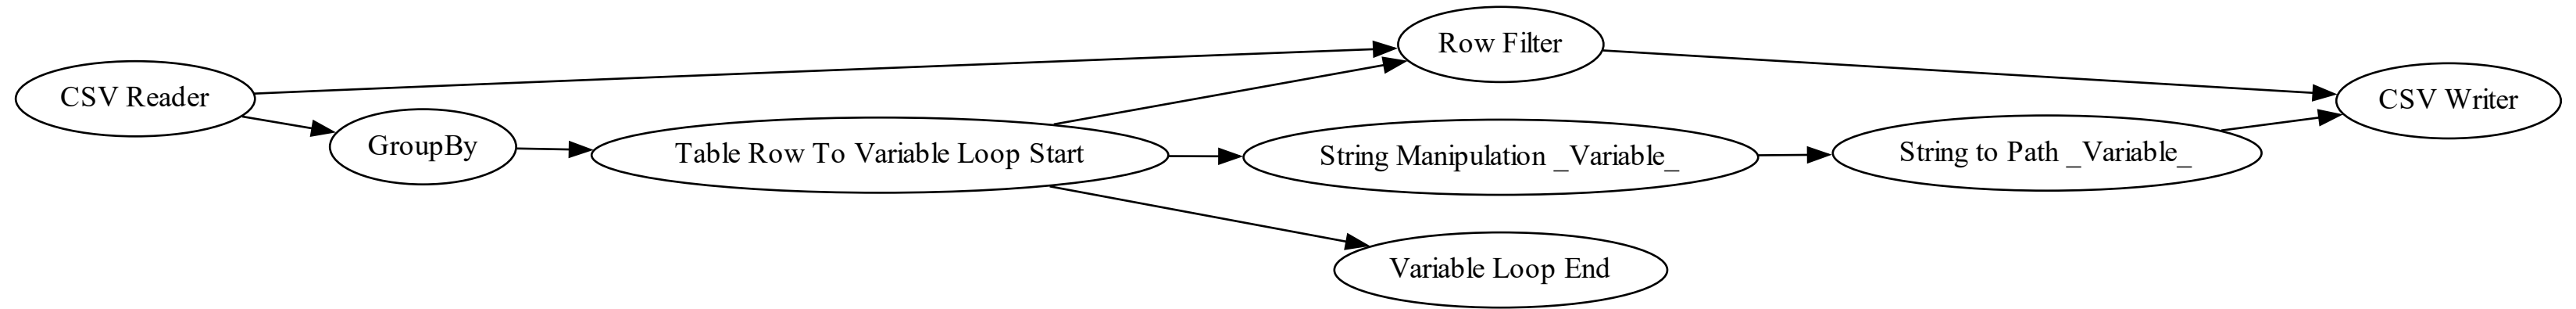 CSV Reader
GroupBy
Table Row To Variable Loop Start
Row Filter
String Manipulation _Variable_
Variable Loop End
String to Path _Variable_
CSV Writer